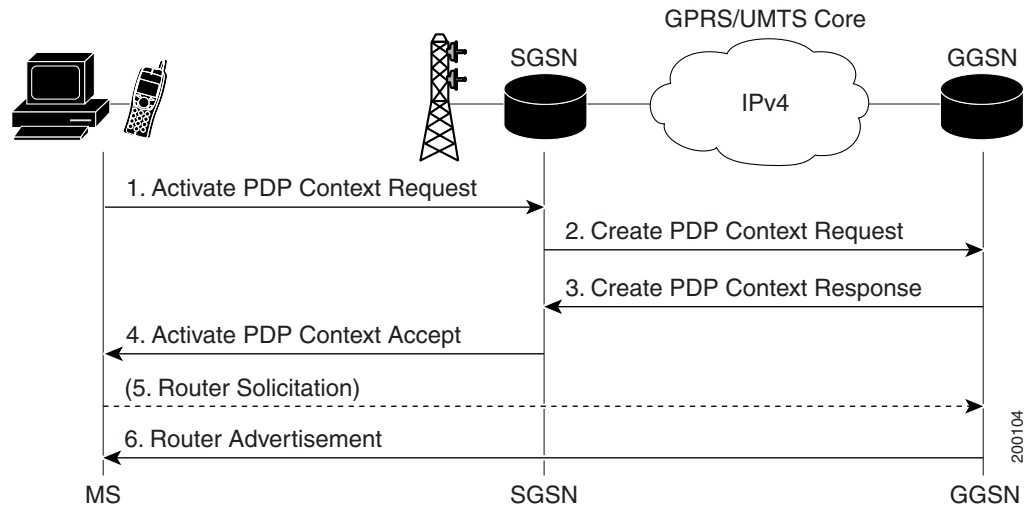 GPRS/UMTS Core
SGSN
GGSN
IPv4
1. Activate PDP Context Request
2. Create PDP Context Request
3. Create PDP Context Response
4. Activate PDP Context Accept
(5. Router Solicitation)
6. Router Advertisement
200104
MS
SGSN
GGSN